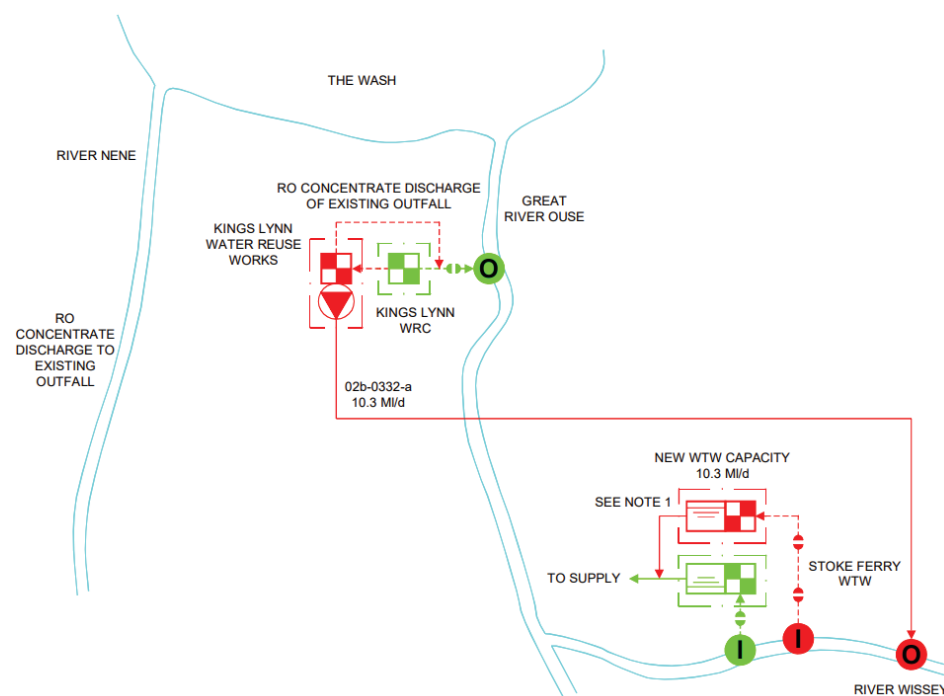 THE WASH
RIVER NENE
RO CONCENTRATE DISCHARGE
OF EXISTING OUTFALL
GREAT
RIVER OUSE
KINGS LYNN
WATER REUSE
WORKS
O
KINGS LYNN
WRC
RO
CONCENTRATE
DISCHARGE TO
EXISTING
OUTFALL
02b-0332-a
10.3 Ml/d
NEW WTW CAPACITY
10.3 Ml/d
SEE NOTE 1
STOKE FERRY
WTW
TO SUPPLY
I
I
O
RIVER WISSEY